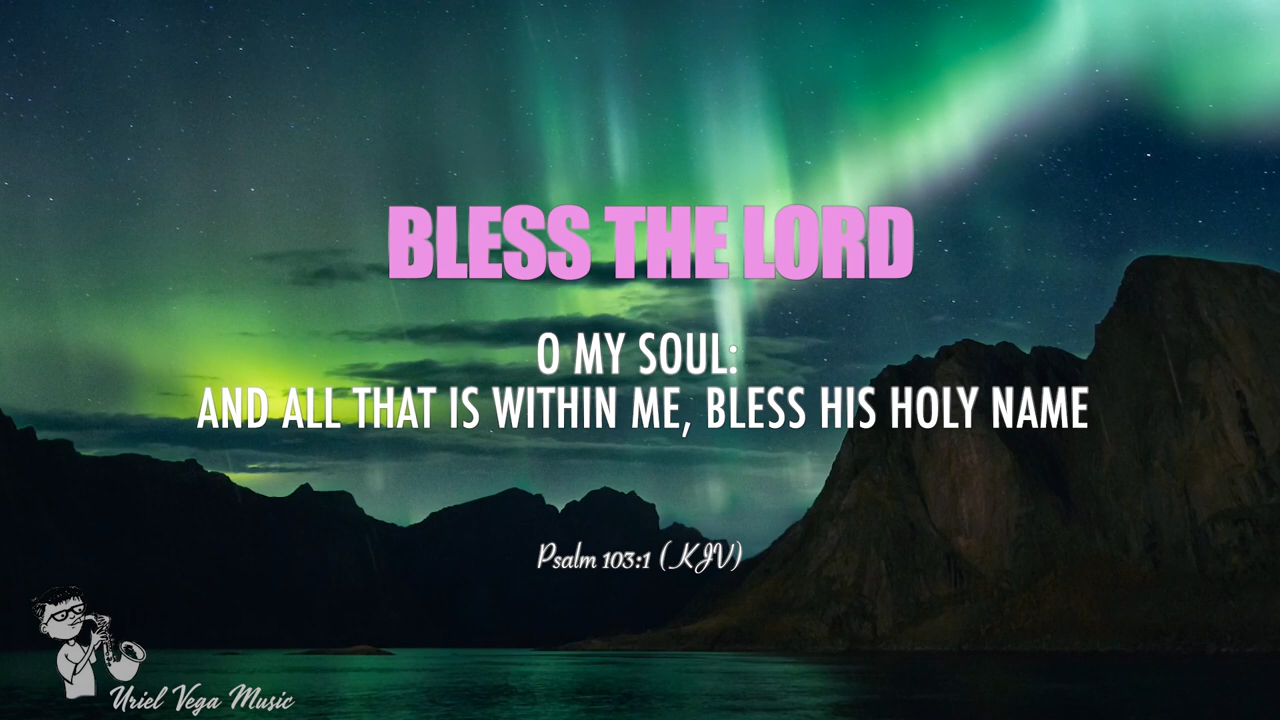 BLESS THE LORD
O MY SOUL:
AND ALL THAT IS WITHIN ME, BLESS HIS HOLY NAME
Psalm 103:1 (KJV)
Uriel Vega Music